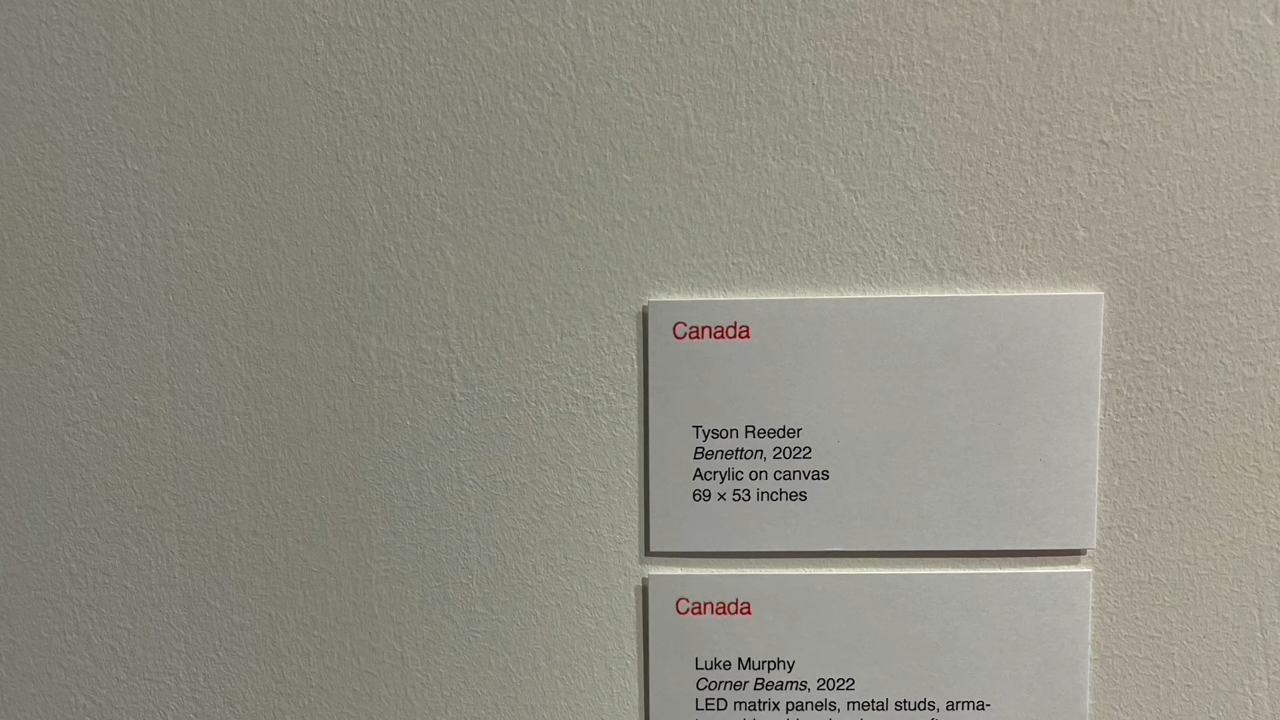 Canada
Tyson Reeder
Benetton, 2022
Acrylic on canvas
69 × 53 inches
Canada
Luke Murphy
Corner Beams, 2022
LED matrix panels, metal studs, arma-